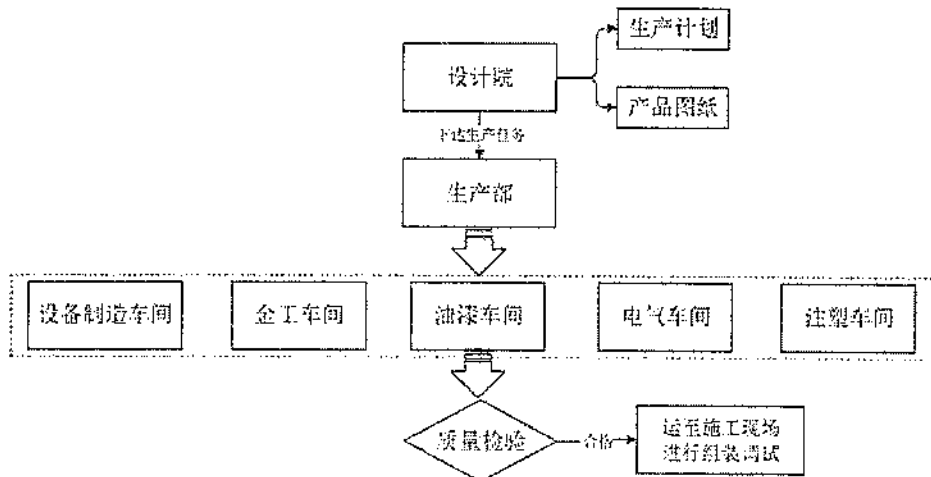 生产计划
设计院
产品图纸
下达生产任务
生产部
设备制造车间
金工车间
油漆车间
电气车间
注塑车间
质量检验
合格
运至施工现场
进行组装调试